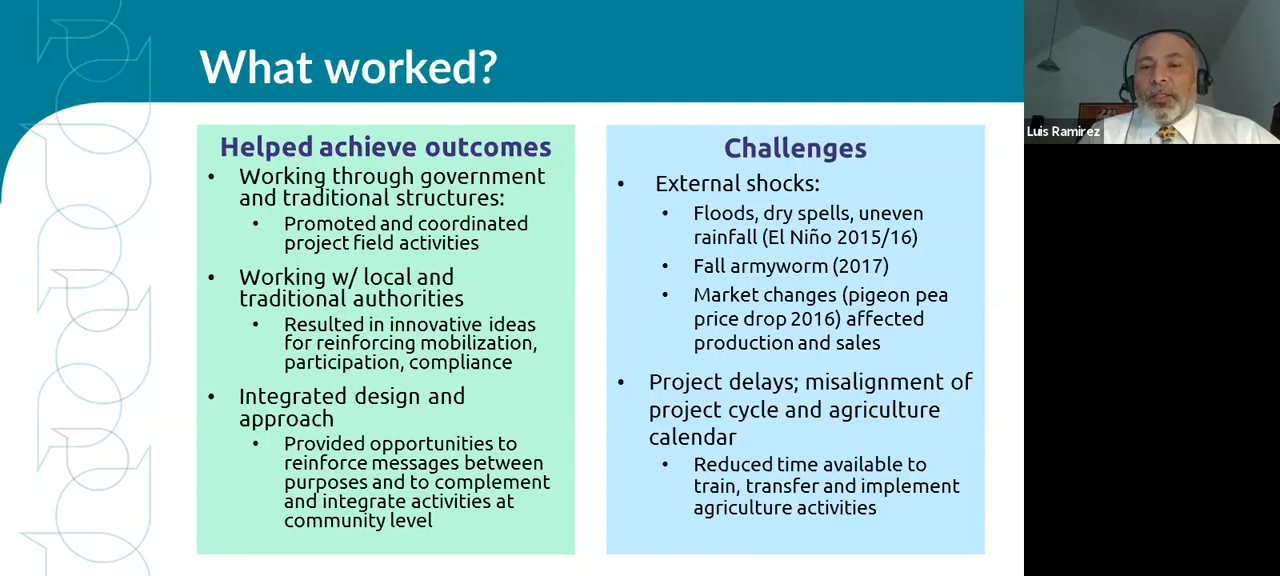 What worked?
Helped achieve outcomes
• Working through government
and traditional structures:
• Promoted and coordinated
project field activities
• Working w/ local and
traditional authorities
• Resulted in innovative ideas
for reinforcing mobilization,
participation, compliance
• Integrated design and
approach
• Provided opportunities to
reinforce messages between
purposes and to complement
and integrate activities at
community level
Challenges
• External shocks:
• Floods, dry spells, uneven
rainfall (El Niño 2015/16)
• Fall armyworm (2017)
• Market changes (pigeon pea
price drop 2016) affected
production and sales
• Project delays; misalignment of
project cycle and agriculture
calendar
• Reduced time available to
train, transfer and implement
agriculture activities
Luis Ramirez